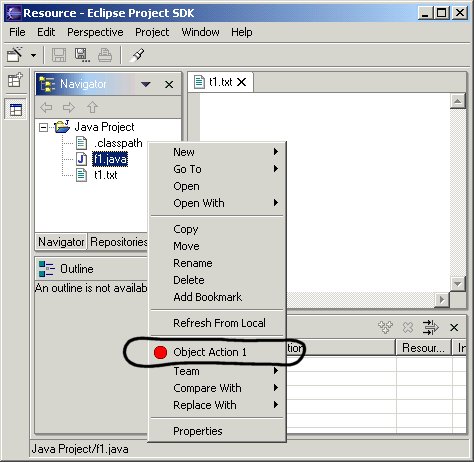 Resource - Eclipse Project SDK
File Edit Perspective Project Window Help
Navigator
t1.txt
Java Project
.classpath
f1.java
t1.txt
New
Go To
Open
Open With
Copy
Move
Rename
Delete
Add Bookmark
Refresh From Local
Object Action 1
Team
Compare With
Replace With
Properties
Navigator Repositories
Outline
An outline is not availab
tion Resour... In
Java Project/f1.java